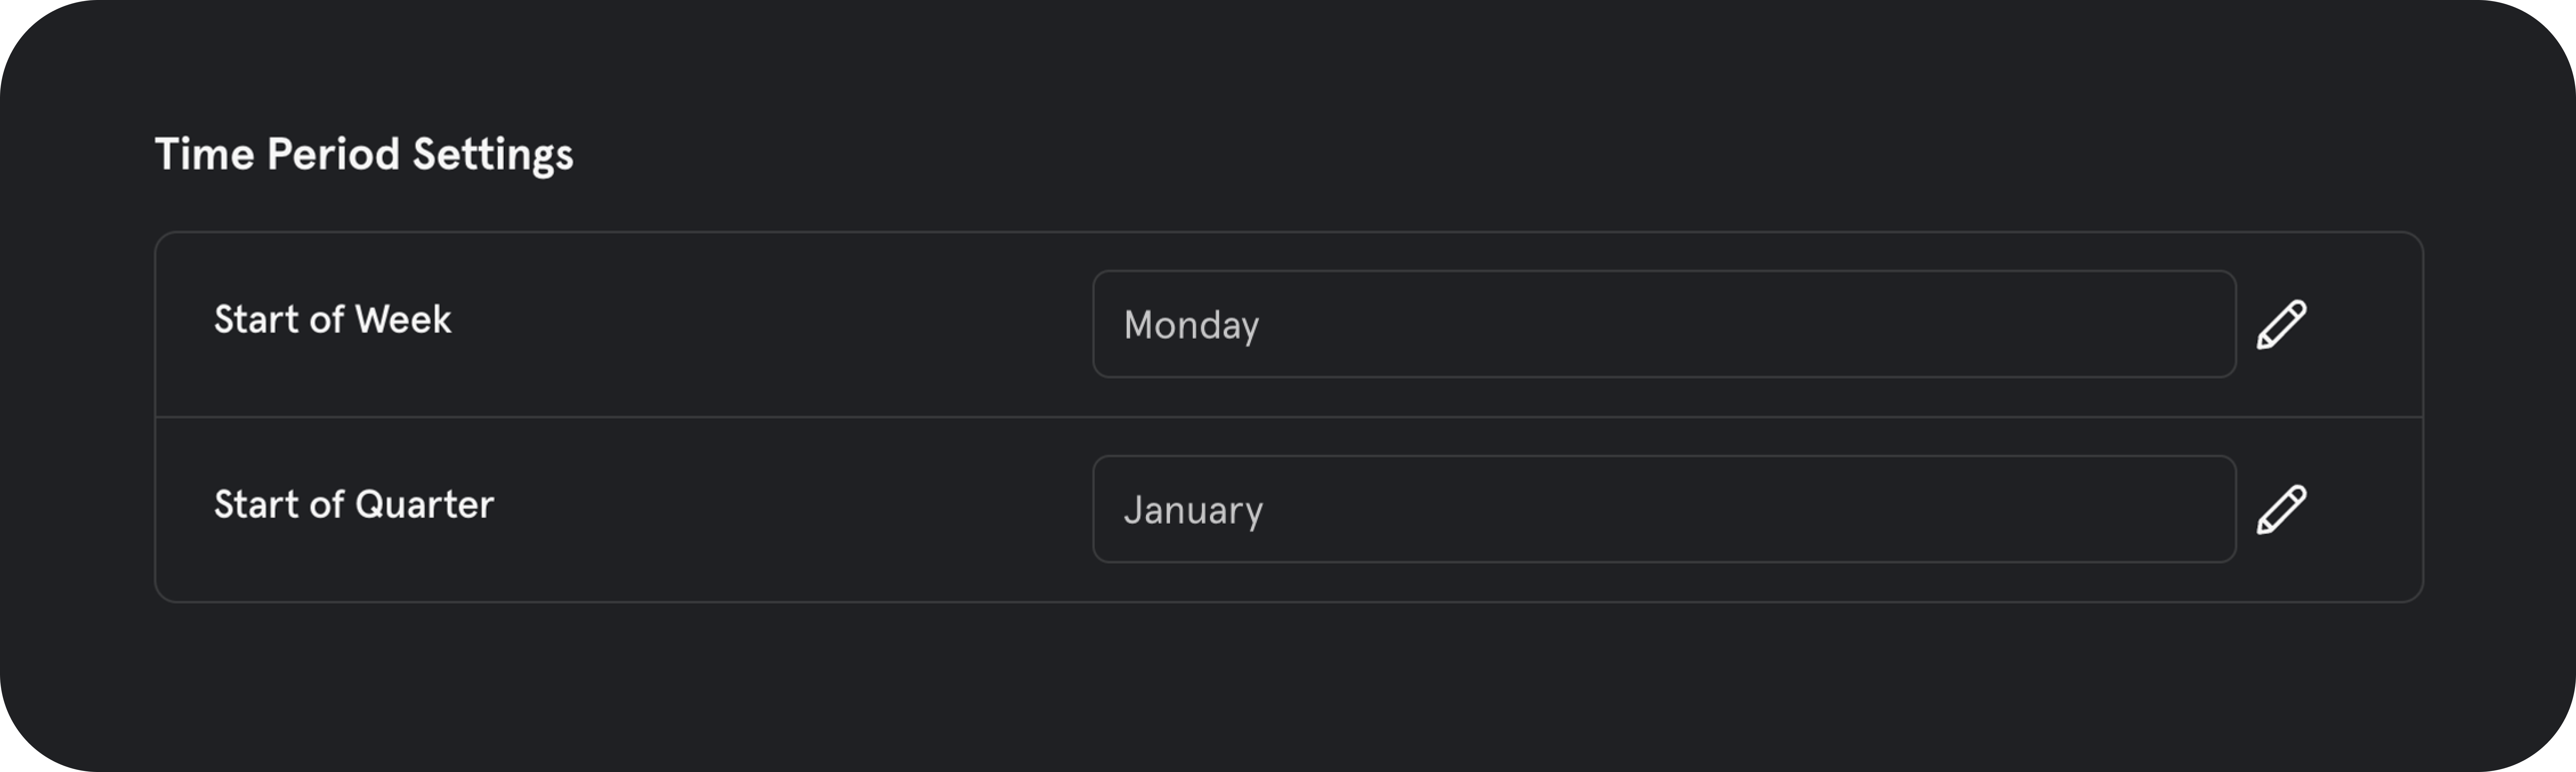 Time Period Settings
Start of Week
Monday
Start of Quarter
January